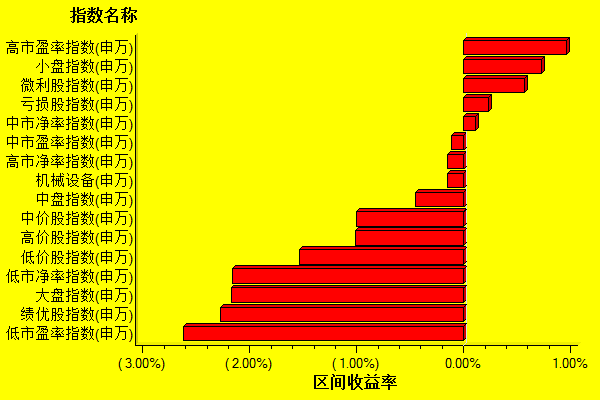 指数名称
高市盈率指数(申万)
小盘指数(申万)
微利股指数(申万)
亏损股指数(申万)
中市净率指数(申万)
中市盈率指数(申万)
高市净率指数(申万)
机械设备(申万)
中盘指数(申万)
中价股指数(申万)
高价股指数(申万)
低价股指数(申万)
低市净率指数(申万)
大盘指数(申万)
绩优股指数(申万)
低市盈率指数(申万)
(3.00%) (2.00%) (1.00%) 0.00% 1.00%
区间收益率